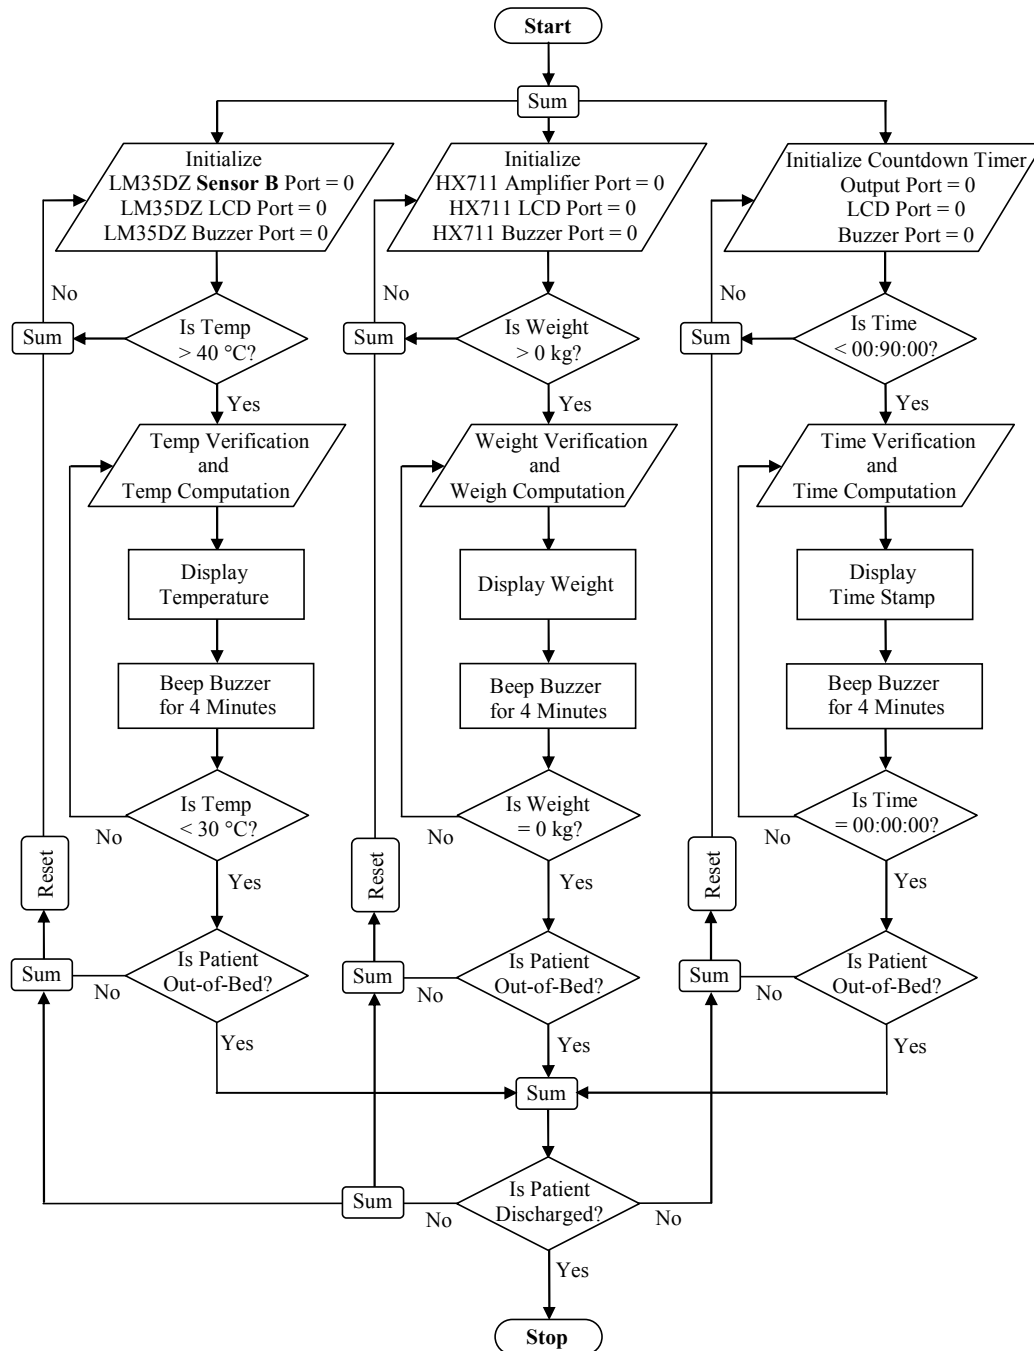 Start
Sum
Initialize
LM35DZ Sensor B Port = 0
LM35DZ LCD Port = 0
LM35DZ Buzzer Port = 0
Initialize
HX711 Amplifier Port = 0
HX711 LCD Port = 0
HX711 Buzzer Port = 0
Initialize Countdown Timer
Output Port = 0
LCD Port = 0
Buzzer Port = 0
No
No
No
Sum
Is Temp
> 40 °C?
Sum
Is Weight
> 0 kg?
Sum
Is Time
< 00:90:00?
Yes
Yes
Yes
Temp Verification
and
Temp Computation
Weight Verification
and
Weigh Computation
Time Verification
and
Time Computation
Display
Temperature
Display Weight
Display
Time Stamp
Beep Buzzer
for 4 Minutes
Beep Buzzer
for 4 Minutes
Beep Buzzer
for 4 Minutes
Is Temp
< 30 °C?
Is Weight
= 0 kg?
Is Time
= 00:00:00?
No
No
No
Reset
Yes
Reset
Yes
Reset
Yes
Sum
No
Is Patient
Out-of-Bed?
Sum
No
Is Patient
Out-of-Bed?
Sum
No
Is Patient
Out-of-Bed?
Yes
Yes
Yes
Sum
Sum
No
Is Patient
Discharged?
No
Yes
Stop